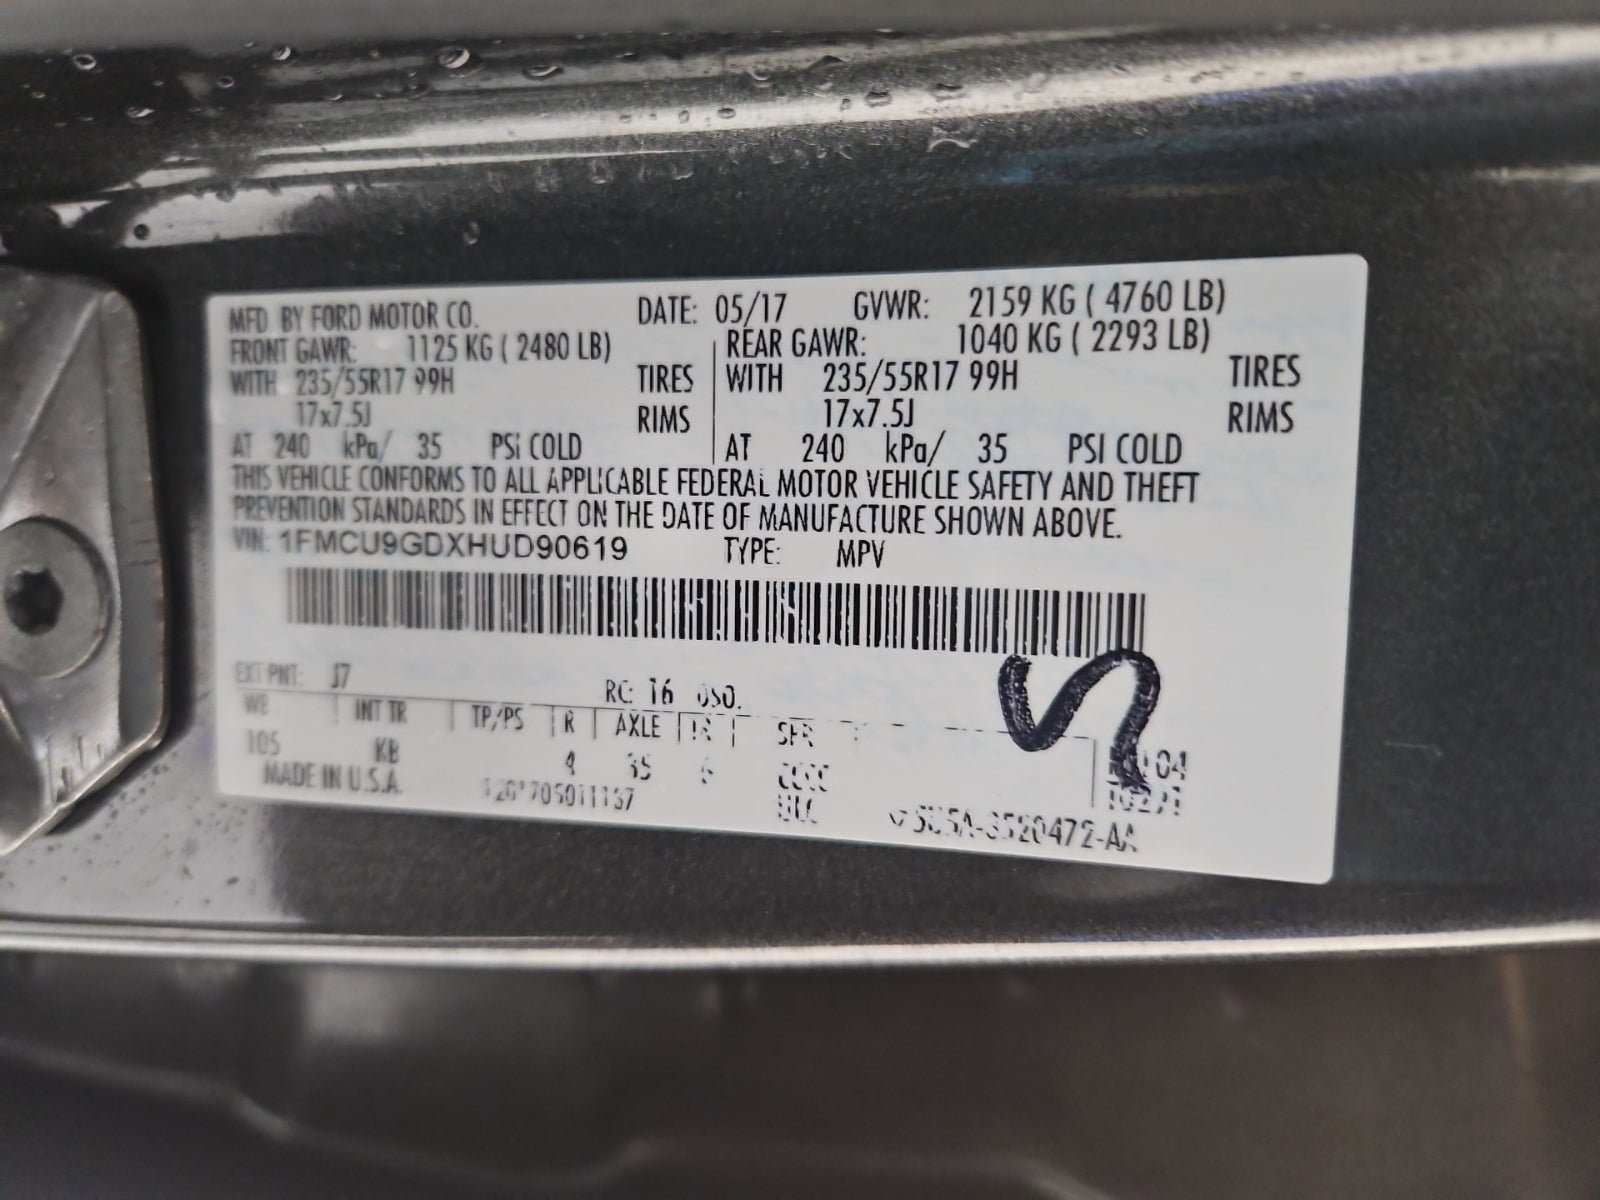 MFD. BY FORD MOTOR CO. DATE: 05/17 GVWR: 2159 KG ( 4760 LB)
FRONT GAWR: 1125 KG ( 2480 LB) REAR GAWR: 1040 KG ( 2293 LB)
WITH 235/55R17 99H TIRES WITH 235/55R17 99H TIRES
17x7.5J RIMS 17x7.5J RIMS
AT 240 kPa/ 35 PSI COLD AT 240 kPa/ 35 PSI COLD
THIS VEHICLE CONFORMS TO ALL APPLICABLE FEDERAL MOTOR VEHICLE SAFETY AND THEFT
PREVENTION STANDARDS IN EFFECT ON THE DATE OF MANUFACTURE SHOWN ABOVE.
VIN: 1FMCU9GDXHUD90619 TYPE: MPV
EXT PNT: J7 RC: 16 DSO:
WB INT TR TP/PS R AXLE TR SPR
105 KB 4 35 6
MADE IN U.S.A.